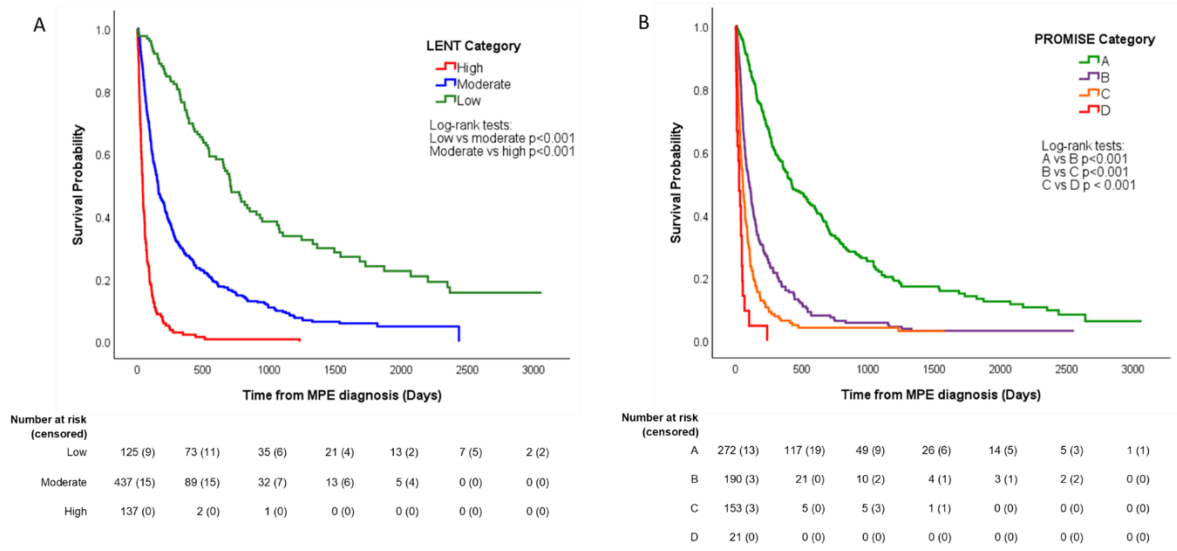 A
LENT Category
High
Moderate
Low
Log-rank tests:
Low vs moderate p<0.001
Moderate vs high p<0.001
Survival Probability
1.0
0.8
0.6
0.4
0.2
0.0
0 500 1000 1500 2000 2500 3000
Time from MPE diagnosis (Days)
Number at risk
(censored)
Low 125 (9) 73 (11) 35 (6) 21 (4) 13 (2) 7 (5) 2 (2)
Moderate 437 (15) 89 (15) 32 (7) 13 (6) 5 (4) 0 (0) 0 (0)
High 137 (0) 2 (0) 1 (0) 0 (0) 0 (0) 0 (0) 0 (0)
B
PROMISE Category
A
B
C
D
Log-rank tests:
A vs B p<0.001
B vs C p<0.001
C vs D p < 0.001
Survival Probability
1.0
0.8
0.6
0.4
0.2
0.0
0 500 1000 1500 2000 2500 3000
Time from MPE diagnosis (Days)
Number at risk
(censored)
A 272 (13) 117 (19) 49 (9) 26 (6) 14 (5) 5 (3) 1 (1)
B 190 (3) 21 (0) 10 (2) 4 (1) 3 (1) 2 (2) 0 (0)
C 153 (3) 5 (0) 5 (3) 1 (1) 0 (0) 0 (0) 0 (0)
D 21 (0) 0 (0) 0 (0) 0 (0) 0 (0) 0 (0) 0 (0)